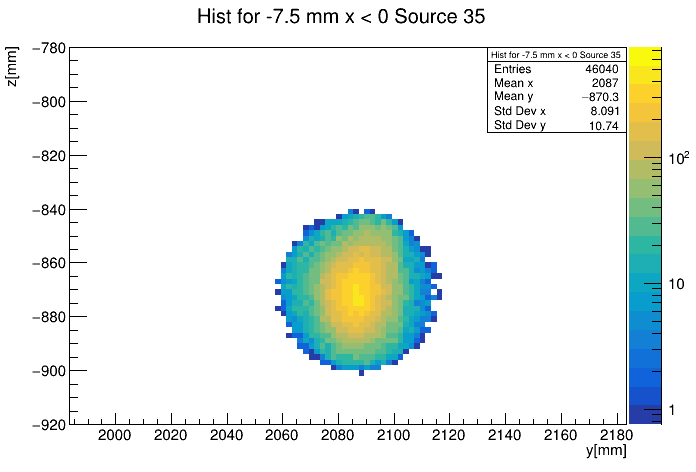 Hist for -7.5 mm x < 0 Source 35
z[mm]
−780
−800
−820
−840
−860
−880
−900
−920
Hist for -7.5 mm x < 0 Source 35
Entries 46040
Mean x 2087
Mean y −870.3
Std Dev x 8.091
Std Dev y 10.74
10²
10
1
2000 2020 2040 2060 2080 2100 2120 2140 2160 2180
y[mm]